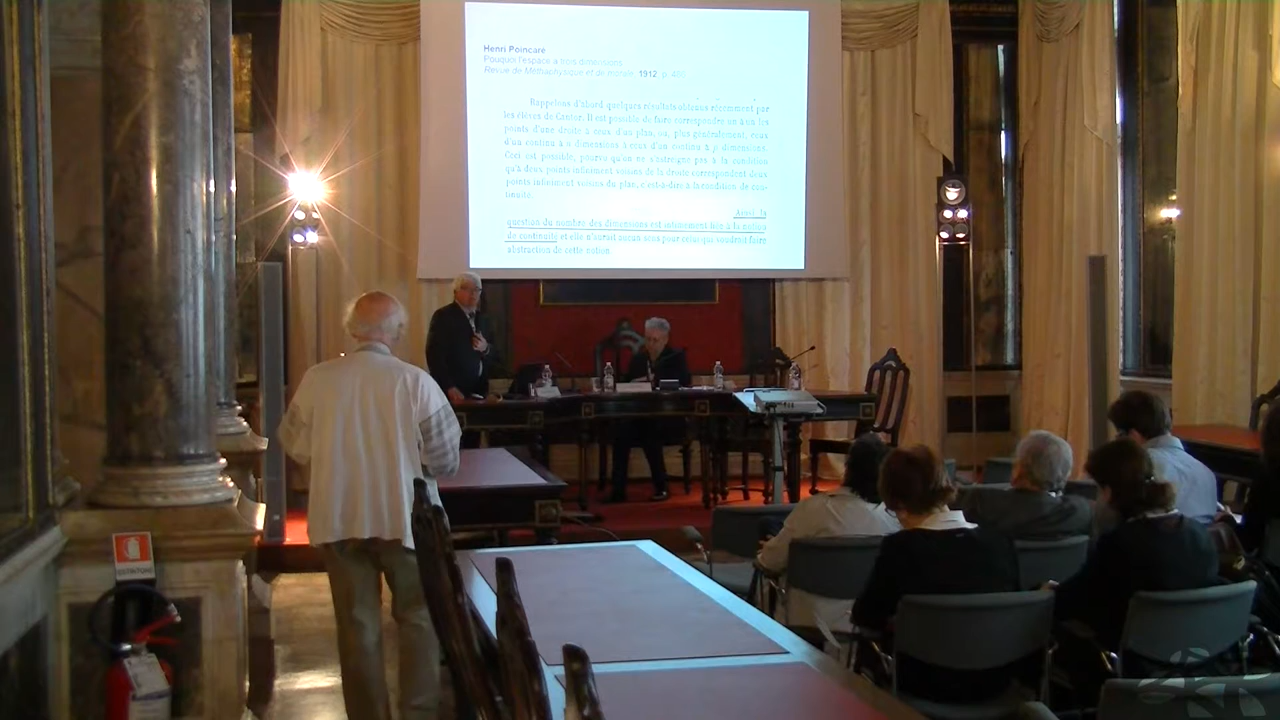 Henri Poincaré
Pouquoi l'espace a trois dimensions
Revue de Méthaphysique et de morale, 1912, p. 460
Rappelons d'abord quelques résultats obtenus récemment par
les élèves de Cantor. Il est possible de faire correspondre un à un les
points d'une droite à ceux d'un plan, ou, plus généralement, ceux
d'un continu à n dimensions à ceux d'un continu à p dimensions.
Ceci est possible, pourvu qu'on ne s'astreigne pas à la condition
qu'à deux points infiniment voisins de la droite correspondent deux
points infiniment voisins du plan, c'est-à-dire à la condition de con-
tinuité.
Ainsi la
question du nombre des dimensions est intimement liée à la notion
de continuité et elle n'aurait aucun sens pour celui qui voudrait faire
abstraction de cette notion.
ESTINTORE